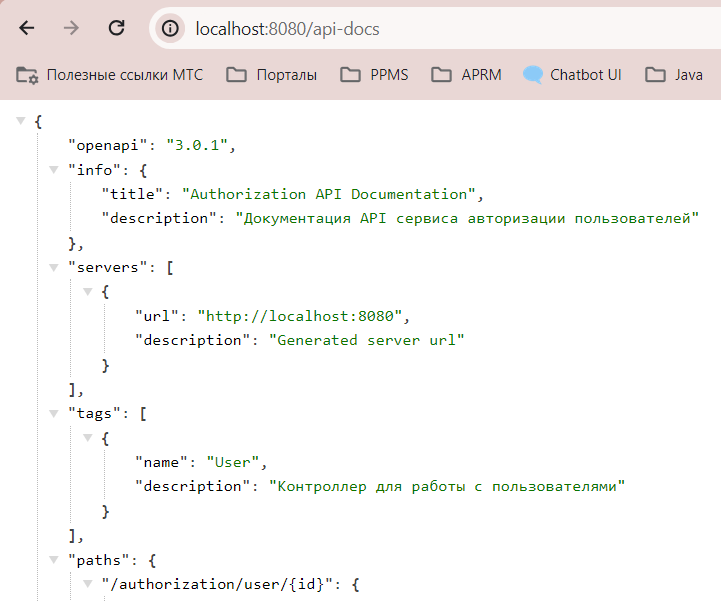 localhost:8080/api-docs
Полезные ссылки МТС Порталы PPMS APRM Chatbot UI Java
{
"openapi": "3.0.1",
"info": {
"title": "Authorization API Documentation",
"description": "Документация API сервиса авторизации пользователей"
},
"servers": [
{
"url": "http://localhost:8080",
"description": "Generated server url"
}
],
"tags": [
{
"name": "User",
"description": "Контроллер для работы с пользователями"
}
],
"paths": {
"/authorization/user/{id}": {